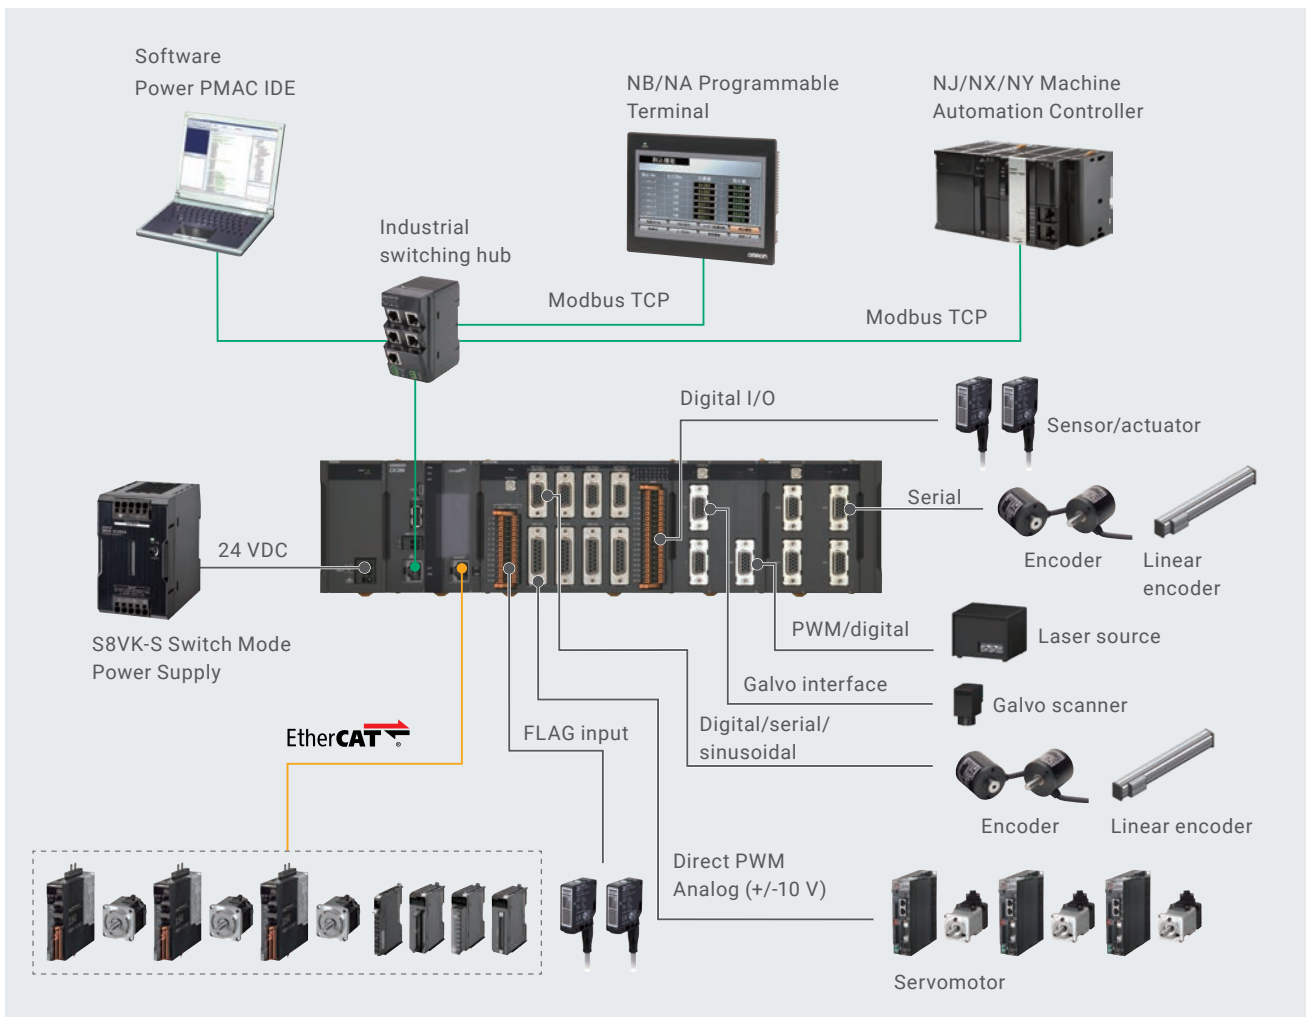 Software
Power PMAC IDE
NB/NA Programmable
Terminal
NJ/NX/NY Machine
Automation Controller
Industrial
switching hub
OMRON
Modbus TCP
Modbus TCP
Digital I/O
Sensor/actuator
Serial
24 VDC
Encoder
Linear
encoder
PWM/digital
Laser source
S8VK-S Switch Mode
Power Supply
Galvo interface
Galvo scanner
EtherCAT
®
FLAG input
Digital/serial/
sinusoidal
Encoder
Linear encoder
Direct PWM
Analog (+/-10 V)
Servomotor